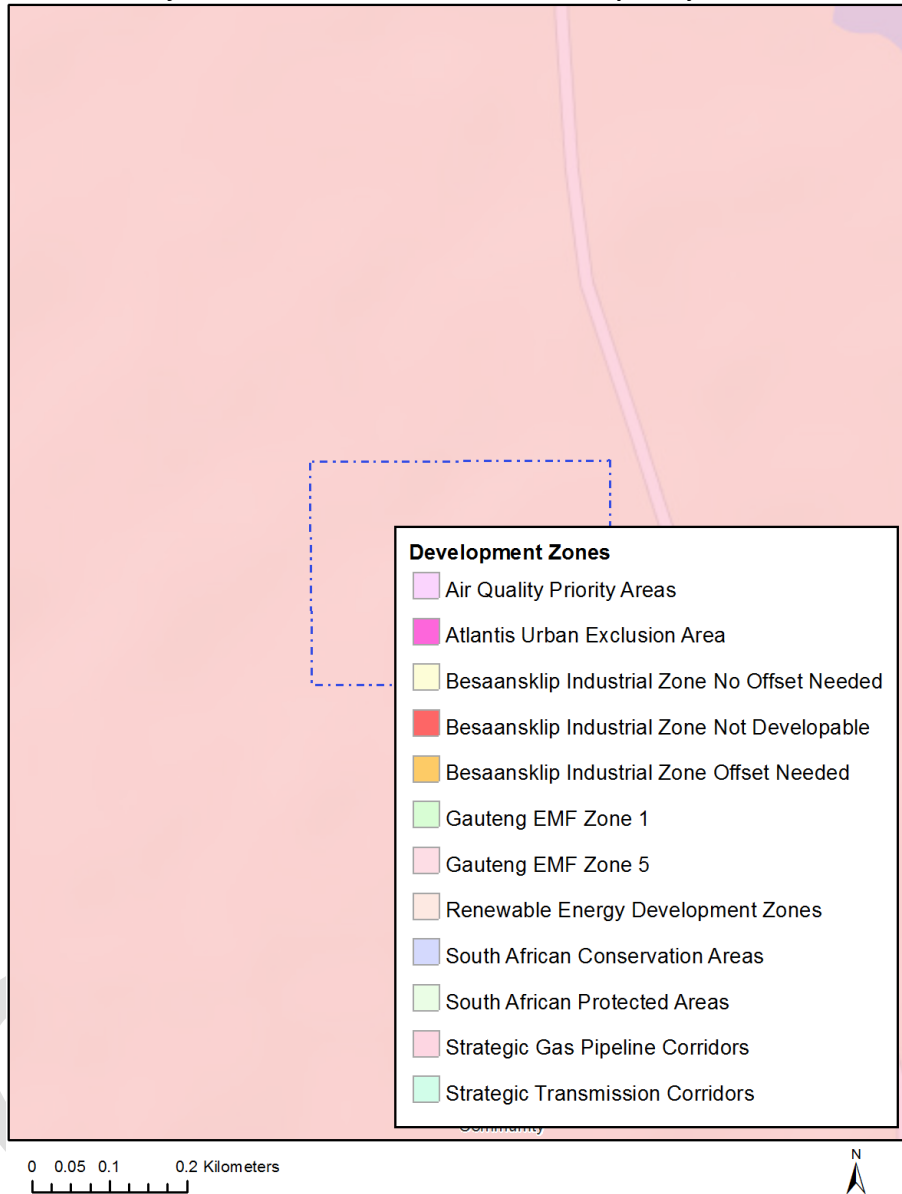 Development Zones
Air Quality Priority Areas
Atlantis Urban Exclusion Area
Besaansklip Industrial Zone No Offset Needed
Besaansklip Industrial Zone Not Developable
Besaansklip Industrial Zone Offset Needed
Gauteng EMF Zone 1
Gauteng EMF Zone 5
Renewable Energy Development Zones
South African Conservation Areas
South African Protected Areas
Strategic Gas Pipeline Corridors
Strategic Transmission Corridors
Community
0 0.05 0.1 0.2 Kilometers
N